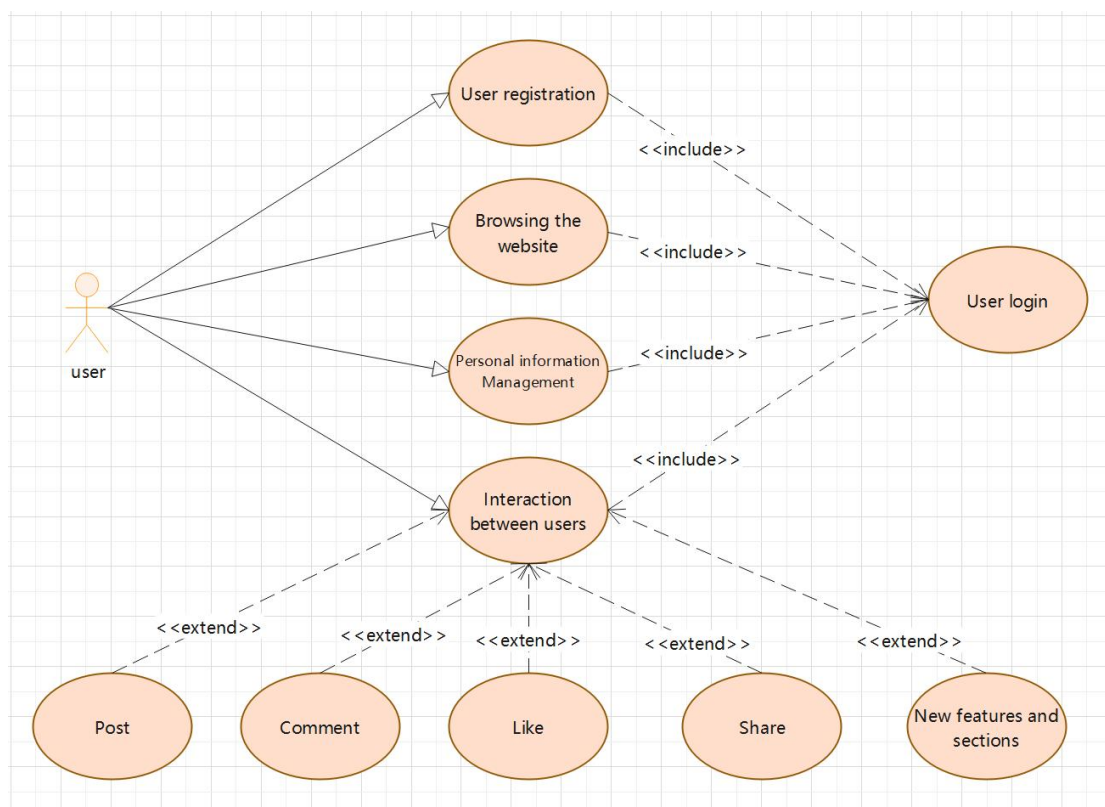 User registration
<<include>>
Browsing the
website
<<include>>
User login
user
<<include>>
Personal information
Management
<<include>>
Interaction
between users
<<extend>>
<<extend>>
<<extend>>
<<extend>>
<<extend>>
Post
Comment
Like
Share
New features and
sections